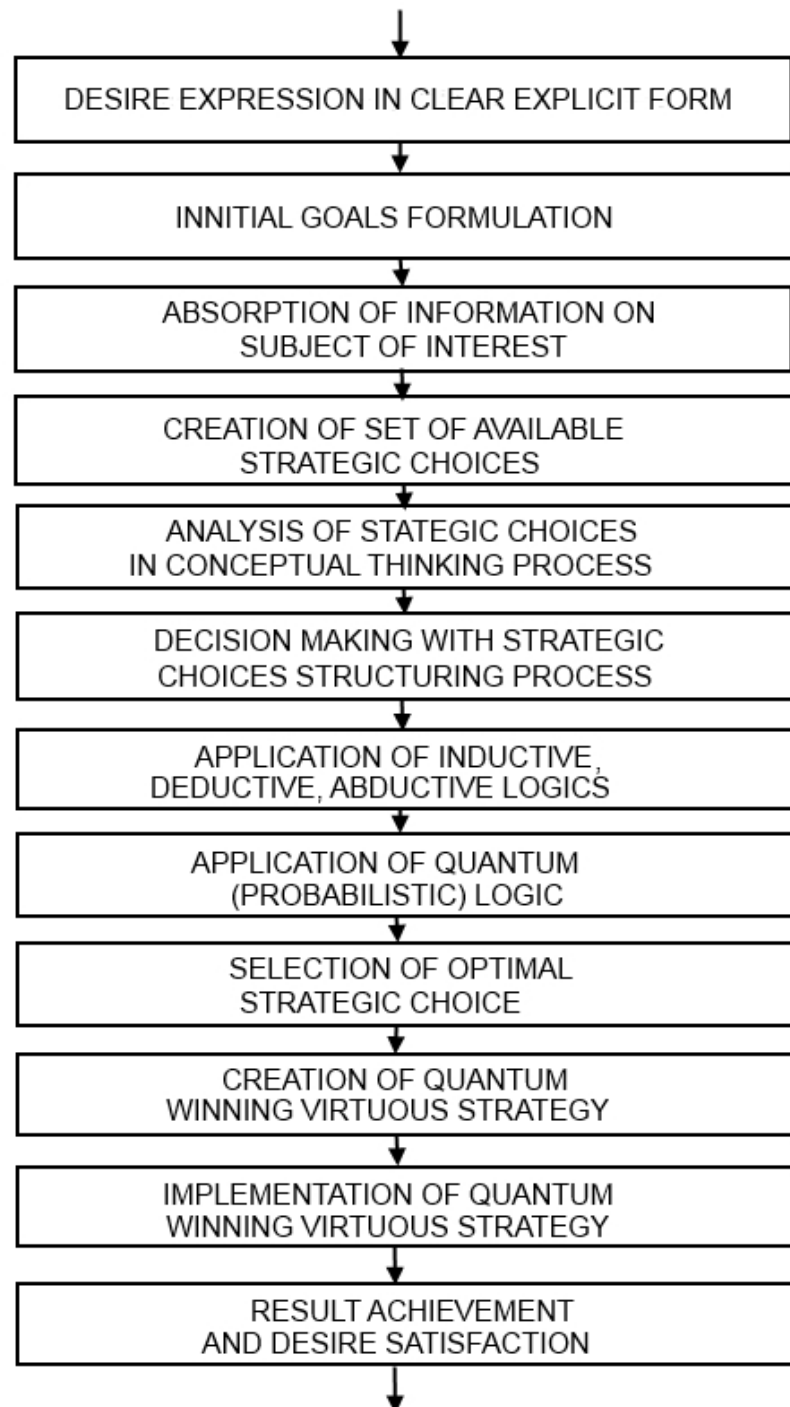 DESIRE EXPRESSION IN CLEAR EXPLICIT FORM
INNITIAL GOALS FORMULATION
ABSORPTION OF INFORMATION ON
SUBJECT OF INTEREST
CREATION OF SET OF AVAILABLE
STRATEGIC CHOICES
ANALYSIS OF STATEGIC CHOICES
IN CONCEPTUAL THINKING PROCESS
DECISION MAKING WITH STRATEGIC
CHOICES STRUCTURING PROCESS
APPLICATION OF INDUCTIVE,
DEDUCTIVE, ABDUCTIVE LOGICS
APPLICATION OF QUANTUM
(PROBABILISTIC) LOGIC
SELECTION OF OPTIMAL
STRATEGIC CHOICE
CREATION OF QUANTUM
WINNING VIRTUOUS STRATEGY
IMPLEMENTATION OF QUANTUM
WINNING VIRTUOUS STRATEGY
RESULT ACHIEVEMENT
AND DESIRE SATISFACTION